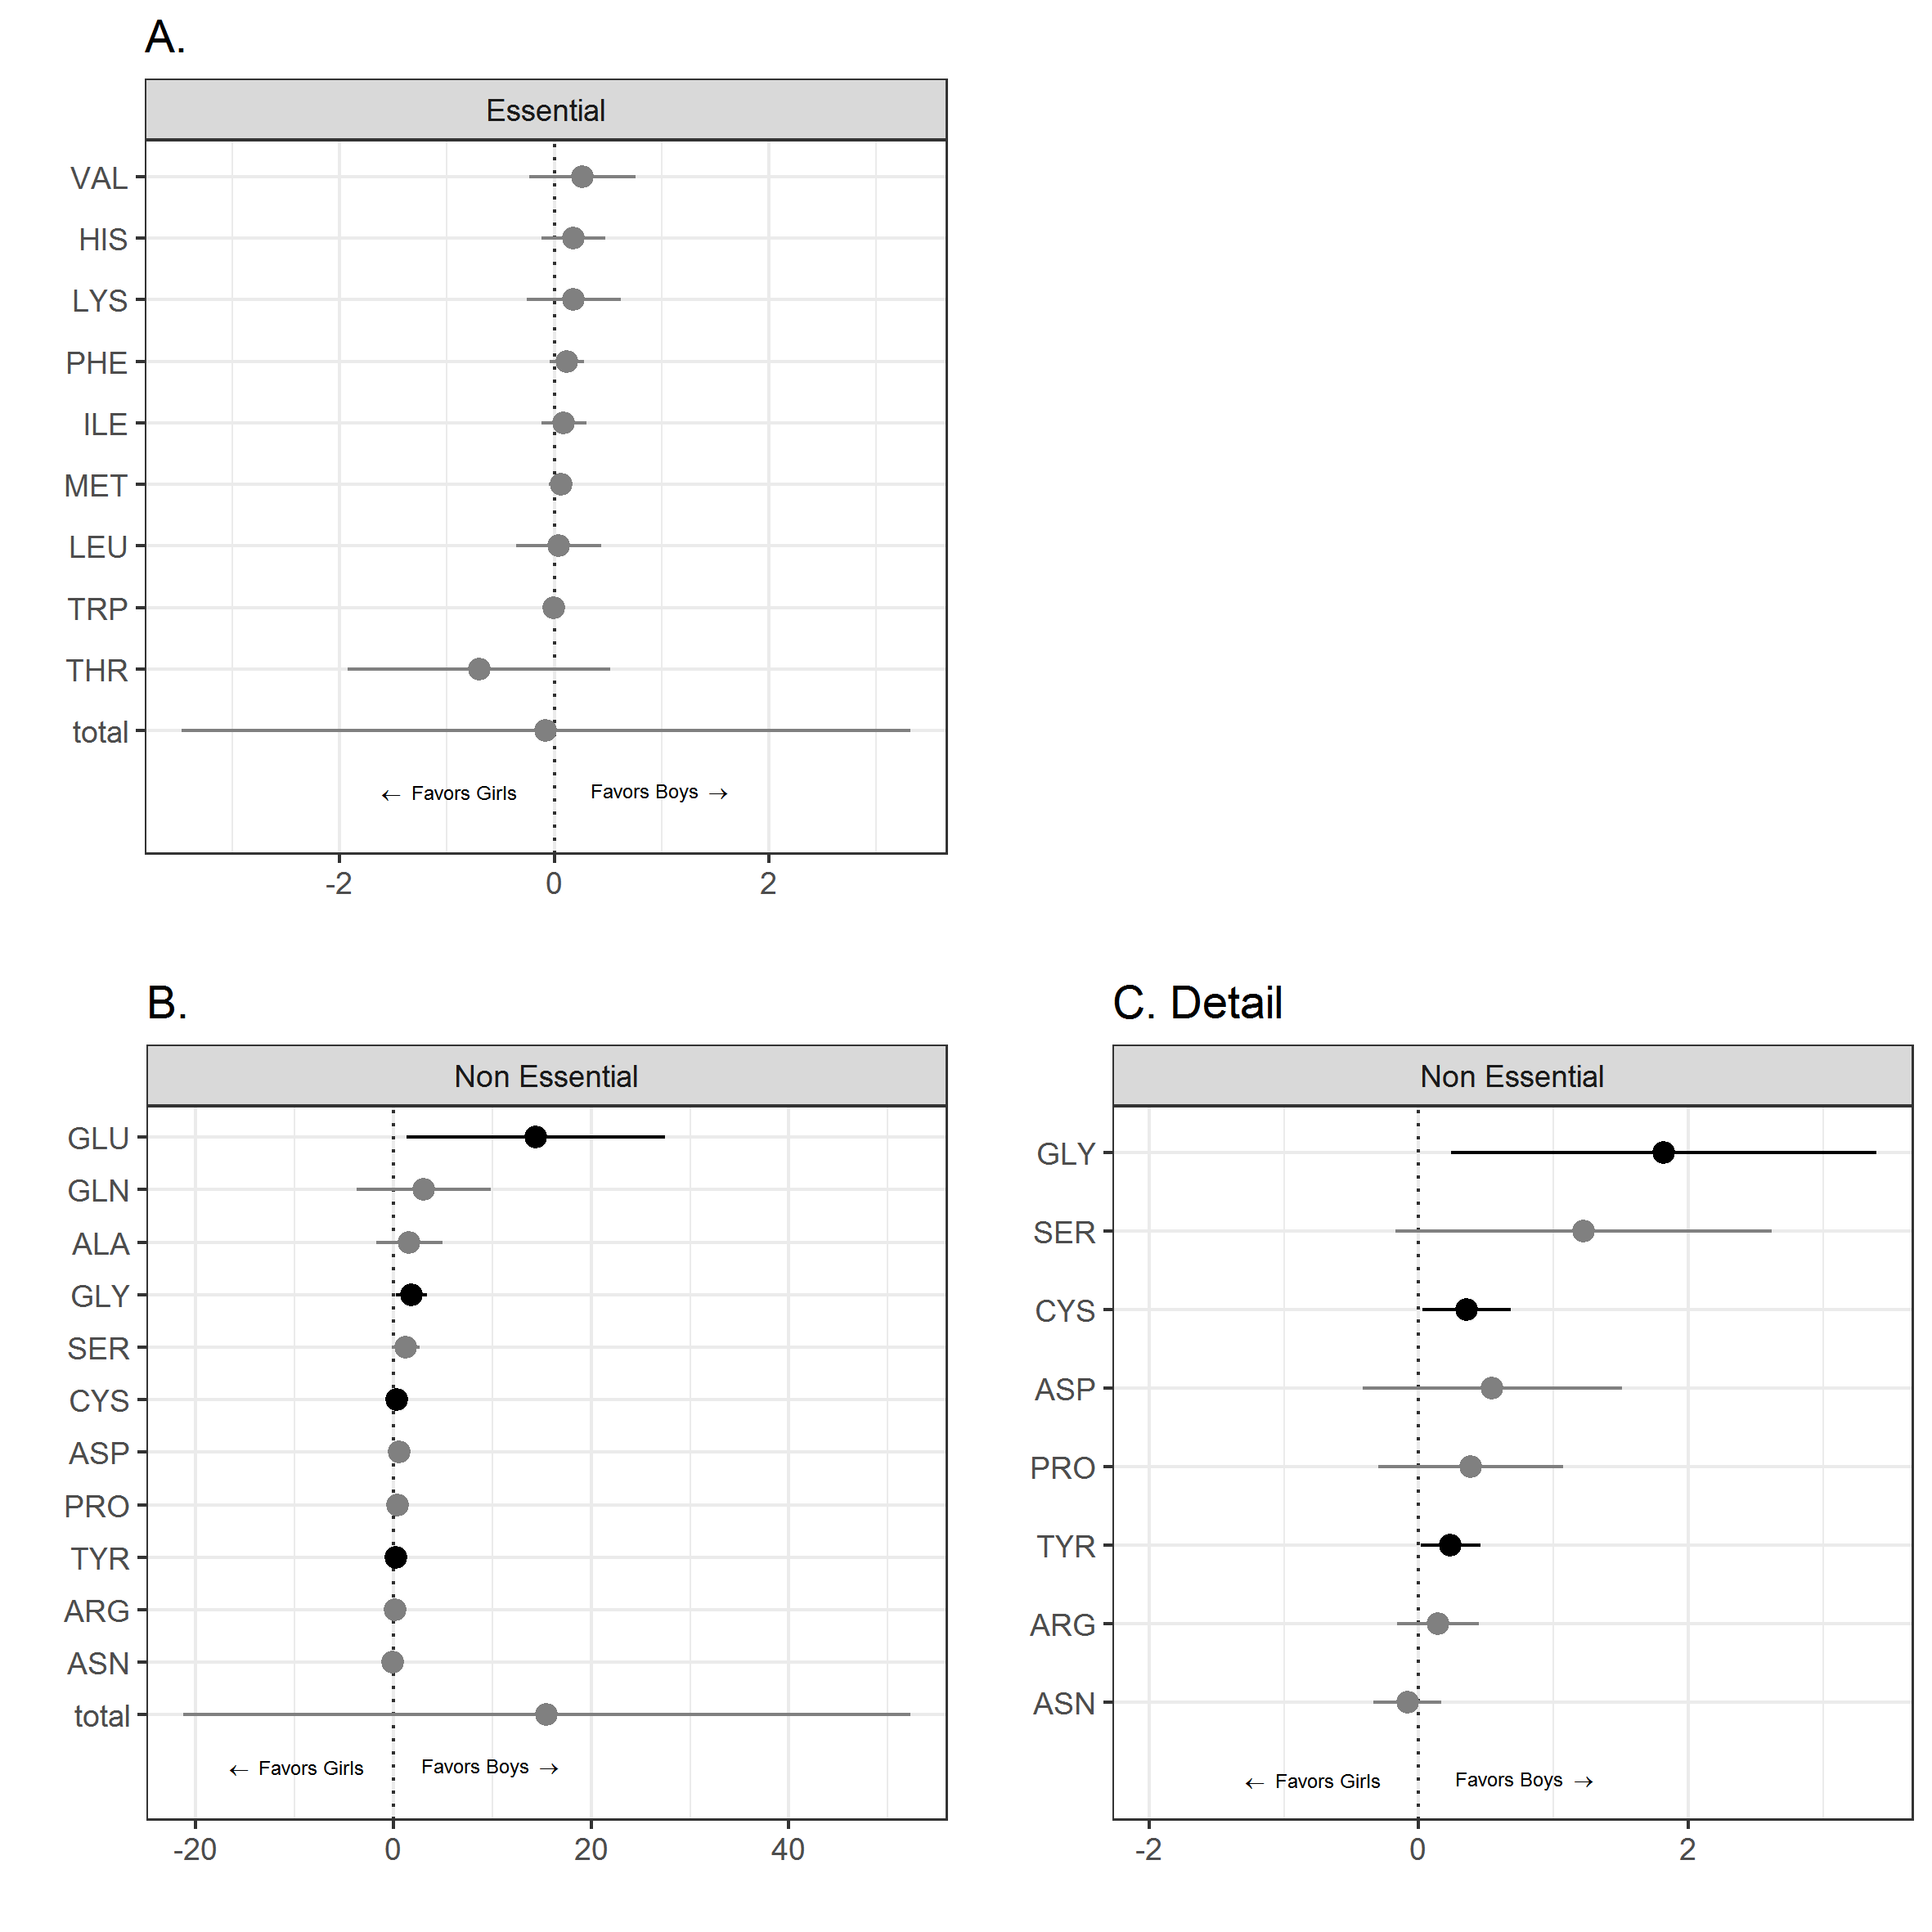 A.
Essential
VAL
HIS
LYS
PHE
ILE
MET
LEU
TRP
THR
total
← Favors Girls Favors Boys →
-2 0 2
B.
Non Essential
GLU
GLN
ALA
GLY
SER
CYS
ASP
PRO
TYR
ARG
ASN
total
← Favors Girls Favors Boys →
-20 0 20 40
C. Detail
Non Essential
GLY
SER
CYS
ASP
PRO
TYR
ARG
ASN
← Favors Girls Favors Boys →
-2 0 2